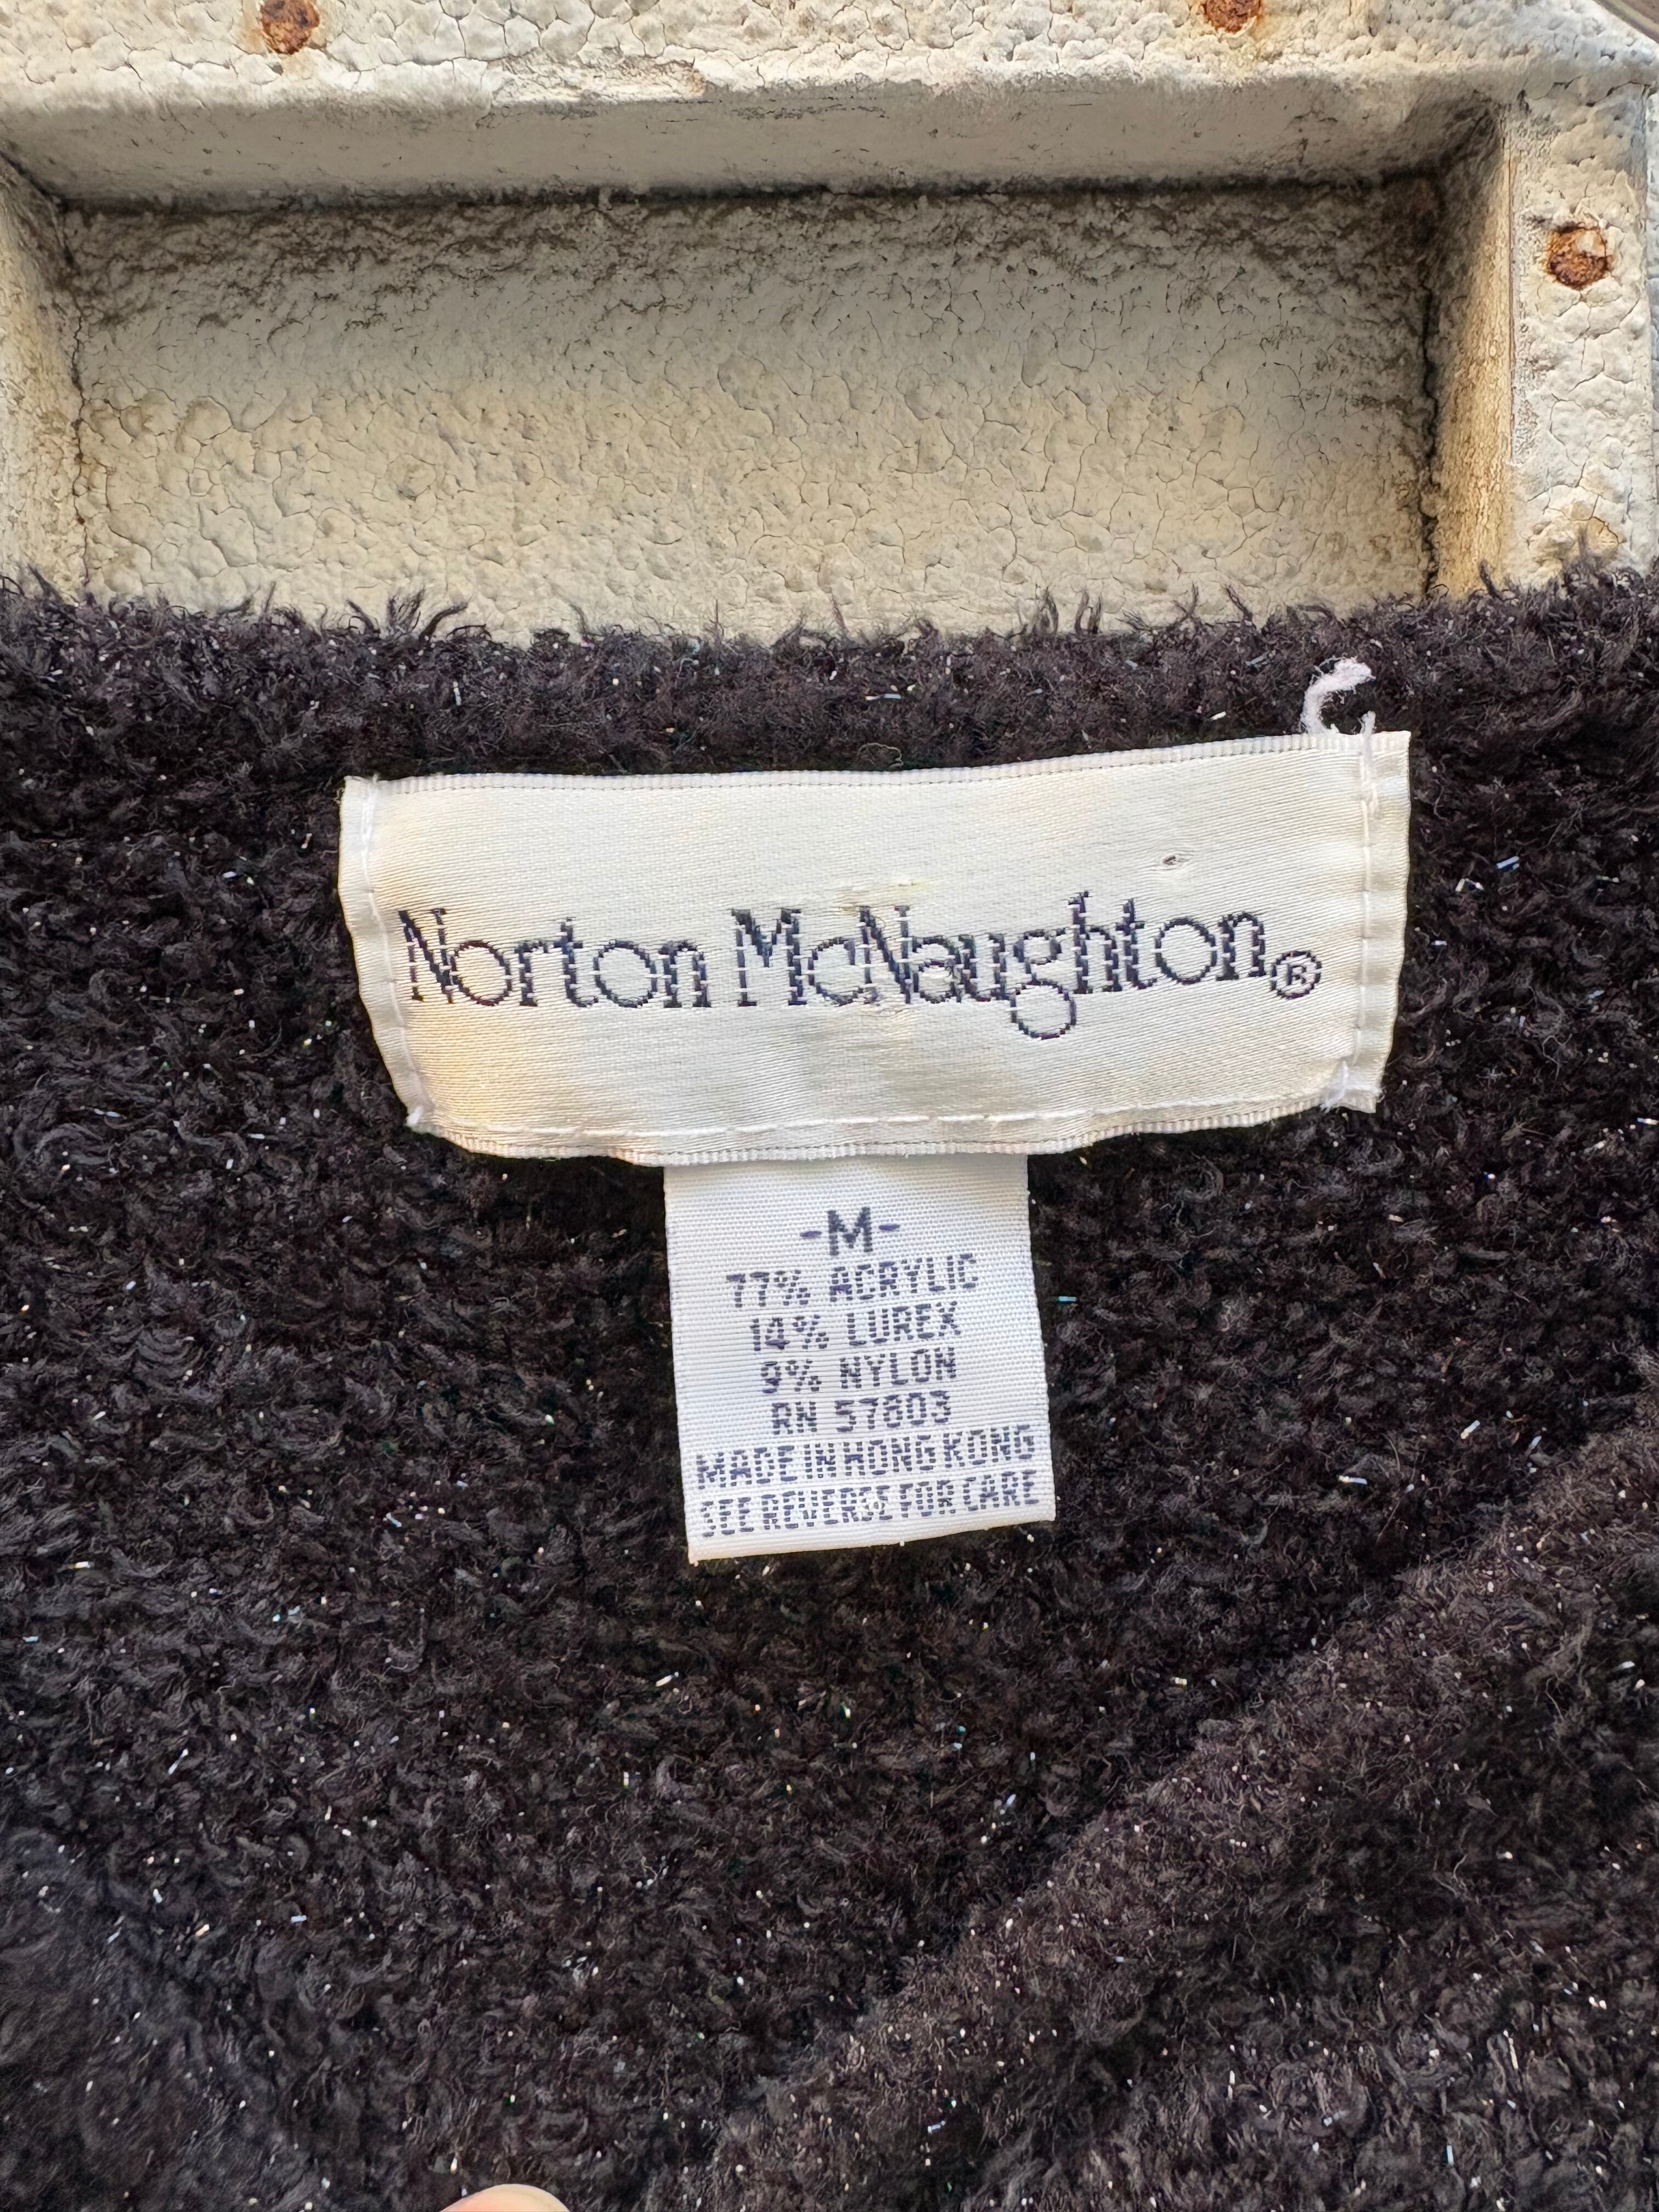 Norton McNaughton®
-M-
77% ACRYLIC
14% LUREX
9% NYLON
RN 57803
MADE IN HONG KONG
SEE REVERSE FOR CARE